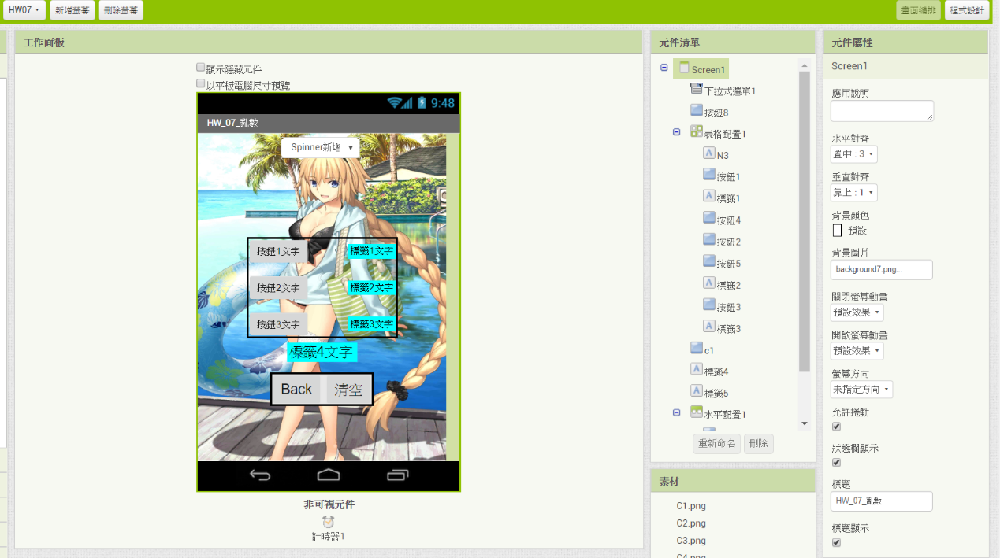 HW07
新增螢幕
刪除螢幕
畫面編排
程式設計
工作面板
顯示隱藏元件
以平板電腦尺寸預覽
9:48
HW_07_亂數
Spinner新增
按鈕1文字
標籤1文字
按鈕2文字
標籤2文字
按鈕3文字
標籤3文字
標籤4文字
Back
清空
非可視元件
計時器1
元件清單
Screen1
下拉式選單1
按鈕8
表格配置1
N3
按鈕1
標籤1
按鈕4
按鈕2
按鈕5
標籤2
按鈕3
標籤3
c1
標籤4
標籤5
水平配置1
重新命名
刪除
素材
C1.png
C2.png
C3.png
C4.png
元件屬性
Screen1
應用說明
水平對齊
置中 : 3
垂直對齊
靠上 : 1
背景顏色
預設
背景圖片
background7.png...
關閉螢幕動畫
預設效果
開啟螢幕動畫
預設效果
螢幕方向
未指定方向
允許捲動
狀態欄顯示
標題
HW_07_亂數
標題顯示